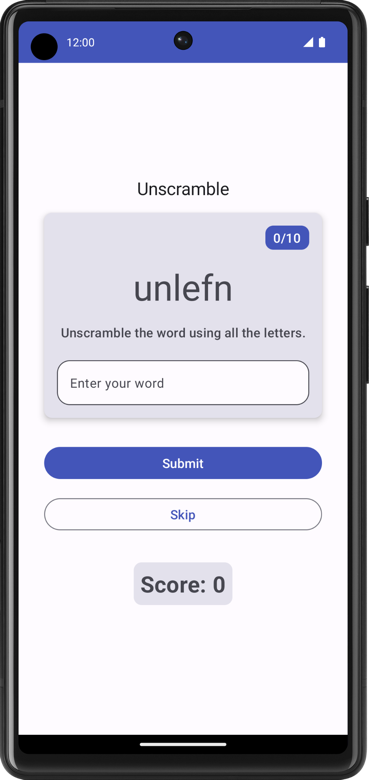 12:00
Unscramble
0/10
unlefn
Unscramble the word using all the letters.
Enter your word
Submit
Skip
Score: 0